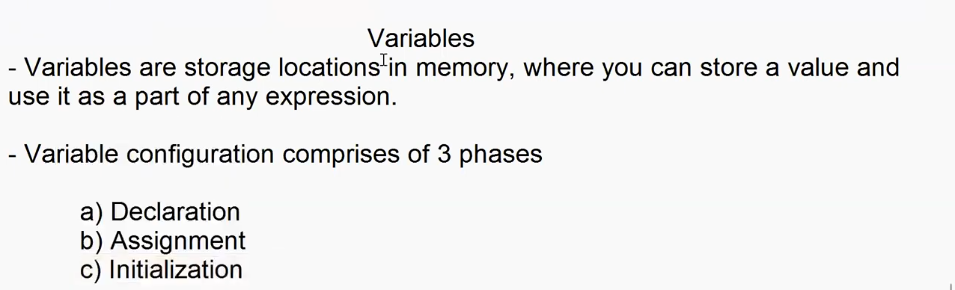 Variables
- Variables are storage locations in memory, where you can store a value and
use it as a part of any expression.
- Variable configuration comprises of 3 phases
a) Declaration
b) Assignment
c) Initialization